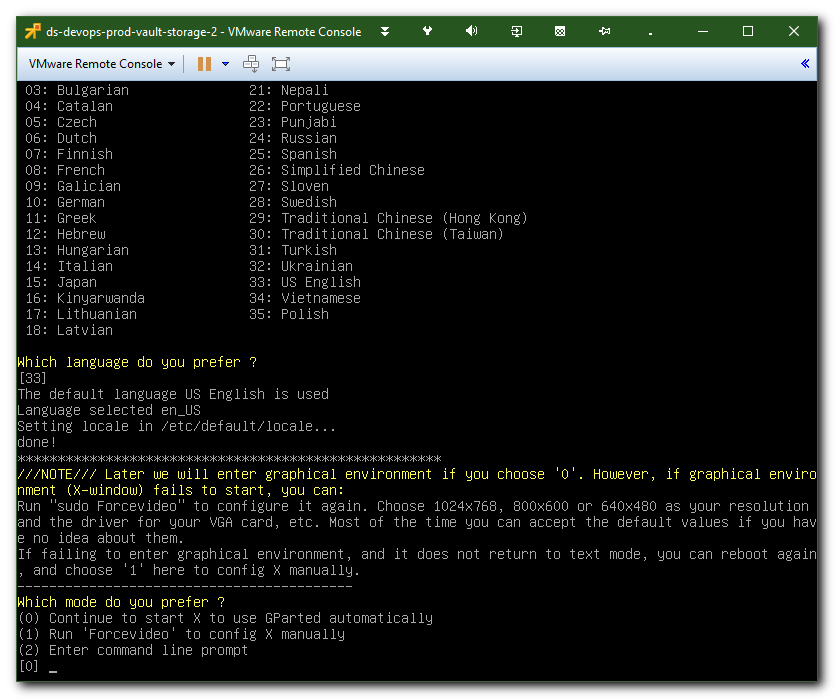 ds-devops-prod-vault-storage-2 - VMware Remote Console
VMware Remote Console
03: Bulgarian 21: Nepali
04: Catalan 22: Portuguese
05: Czech 23: Punjabi
06: Dutch 24: Russian
07: Finnish 25: Spanish
08: French 26: Simplified Chinese
09: Galician 27: Sloven
10: German 28: Swedish
11: Greek 29: Traditional Chinese (Hong Kong)
12: Hebrew 30: Traditional Chinese (Taiwan)
13: Hungarian 31: Turkish
14: Italian 32: Ukrainian
15: Japan 33: US English
16: Kinyarwanda 34: Vietnamese
17: Lithuanian 35: Polish
18: Latvian
Which language do you prefer ?
[33]
The default language US English is used
Language selected en_US
Setting locale in /etc/default/locale...
done!
*****************************************************
///NOTE/// Later we will enter graphical environment if you choose '0'. However, if graphical enviro
nment (X-window) fails to start, you can:
Run "sudo Forcevideo" to configure it again. Choose 1024x768, 800x600 or 640x480 as your resolution
and the driver for your VGA card, etc. Most of the time you can accept the default values if you hav
e no idea about them.
If failing to enter graphical environment, and it does not return to text mode, you can reboot again
, and choose '1' here to config X manually.
------------------------------------------
Which mode do you prefer ?
(0) Continue to start X to use GParted automatically
(1) Run 'Forcevideo' to config X manually
(2) Enter command line prompt
[0] _